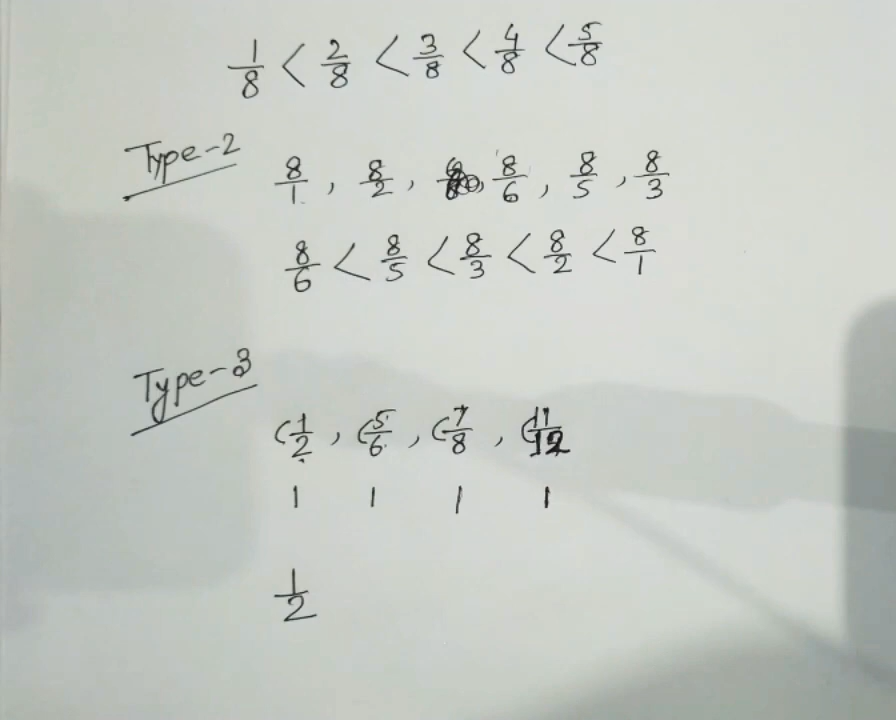 1/8 < 2/8 < 3/8 < 4/8 < 5/8
Type-2
8/1, 8/2, 8/6, 8/5, 8/3
8/6 < 8/5 < 8/3 < 8/2 < 8/1
Type-3
(1/2, (5/6, (7/8, (11/12
1 1 1 1
1/2